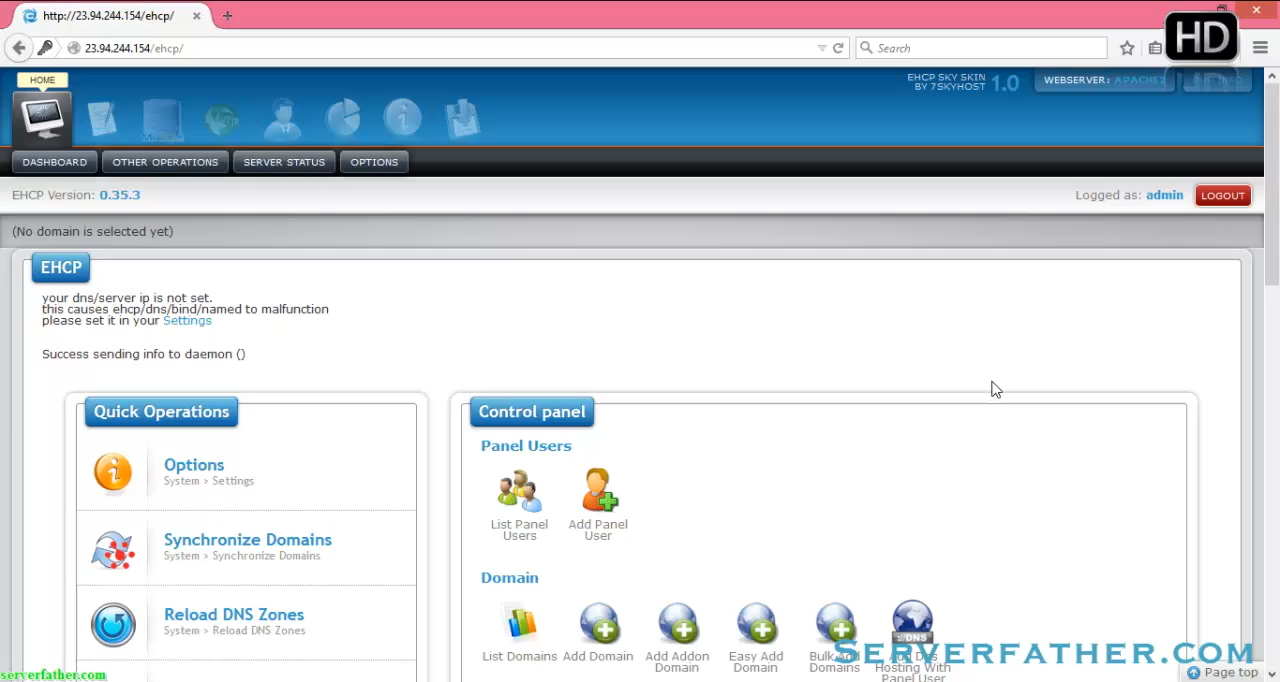 http://23.94.244.154/ehcp/
23.94.244.154/ehcp/
Search
HD
HOME
EHCP SKY SKIN
BY 7SKYHOST
1.0
WEBSERVER: APACHE2
DASHBOARD
OTHER OPERATIONS
SERVER STATUS
OPTIONS
EHCP Version: 0.35.3
Logged as: admin
LOGOUT
(No domain is selected yet)
EHCP
your dns/server ip is not set.
this causes ehcp/dns/bind/named to malfunction
please set it in your Settings
Success sending info to daemon ()
Quick Operations
Options
System > Settings
Synchronize Domains
System > Synchronize Domains
Reload DNS Zones
System > Reload DNS Zones
Control panel
Panel Users
List Panel
Users
Add Panel
User
Domain
List Domains
Add Domain
Add Addon
Domain
Easy Add
Domain
Bulk Add
Domains
://DNS
Add Dns
Hosting With
Panel User
SERVERFATHER.COM
serverfather.com
Page top